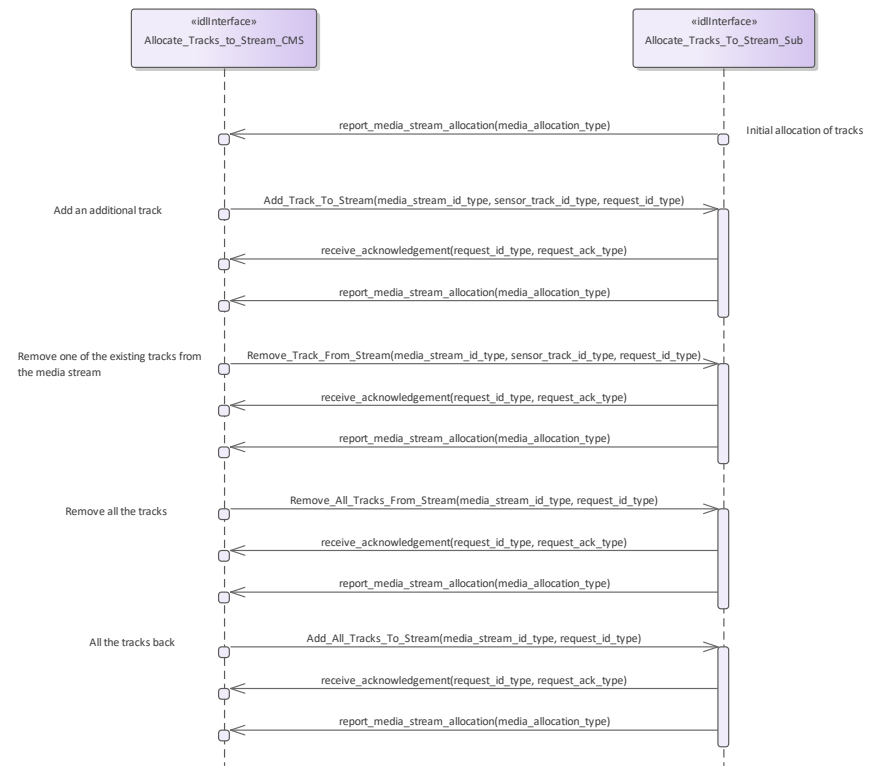 «idlInterface»
Allocate_Tracks_to_Stream_CMS
«idlInterface»
Allocate_Tracks_To_Stream_Sub
report_media_stream_allocation(media_allocation_type)
Initial allocation of tracks
Add_Track_To_Stream(media_stream_id_type, sensor_track_id_type, request_id_type)
Add an additional track
receive_acknowledgement(request_id_type, request_ack_type)
report_media_stream_allocation(media_allocation_type)
Remove one of the existing tracks from
the media stream
Remove_Track_From_Stream(media_stream_id_type, sensor_track_id_type, request_id_type)
receive_acknowledgement(request_id_type, request_ack_type)
report_media_stream_allocation(media_allocation_type)
Remove_All_Tracks_From_Stream(media_stream_id_type, request_id_type)
Remove all the tracks
receive_acknowledgement(request_id_type, request_ack_type)
report_media_stream_allocation(media_allocation_type)
All the tracks back
Add_All_Tracks_To_Stream(media_stream_id_type, request_id_type)
receive_acknowledgement(request_id_type, request_ack_type)
report_media_stream_allocation(media_allocation_type)